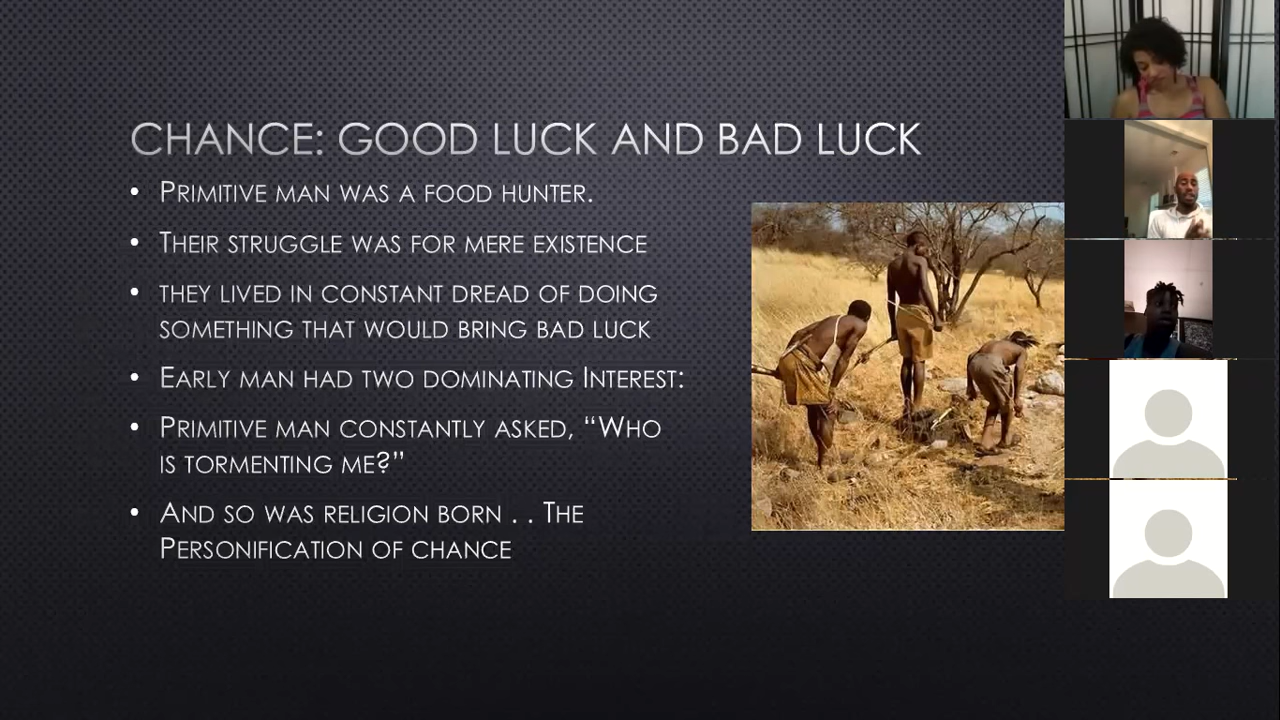 CHANCE: GOOD LUCK AND BAD LUCK
• PRIMITIVE MAN WAS A FOOD HUNTER.
• THEIR STRUGGLE WAS FOR MERE EXISTENCE
• THEY LIVED IN CONSTANT DREAD OF DOING
SOMETHING THAT WOULD BRING BAD LUCK
• EARLY MAN HAD TWO DOMINATING INTEREST:
• PRIMITIVE MAN CONSTANTLY ASKED, “WHO
IS TORMENTING ME?”
• AND SO WAS RELIGION BORN . . THE
PERSONIFICATION OF CHANCE